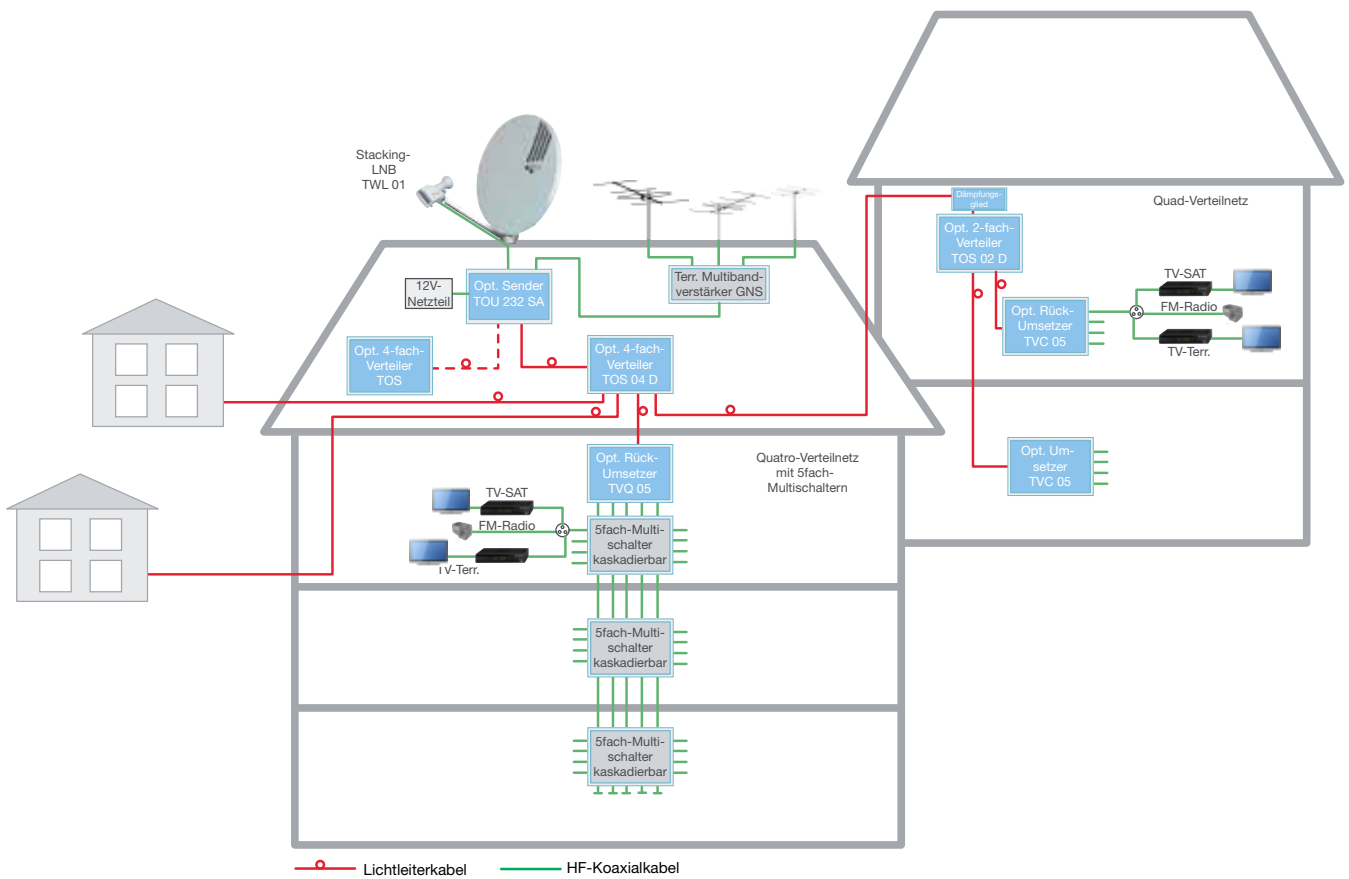 Stacking-
LNB
TWL 01
Dämpfungs-
glied
Quad-Verteilnetz
Opt. 2-fach-
Verteiler
TOS 02 D
12V-
Netzteil
Opt. Sender
TOU 232 SA
Terr. Multiband-
verstärker GNS
TV-SAT
FM-Radio
TV-Terr.
Opt. Rück-
Umsetzer
TVC 05
Opt. 4-fach-
Verteiler
TOS
Opt. 4-fach-
Verteiler
TOS 04 D
Opt. Rück-
Umsetzer
TVQ 05
Quatro-Verteilnetz
mit 5fach-
Multischaltern
Opt. Um-
setzer
TVC 05
TV-SAT
FM-Radio
TV-Terr.
5fach-Multi-
schalter
kaskadierbar
5fach-Multi-
schalter
kaskadierbar
5fach-Multi-
schalter
kaskadierbar
Lichtleiterkabel
HF-Koaxialkabel